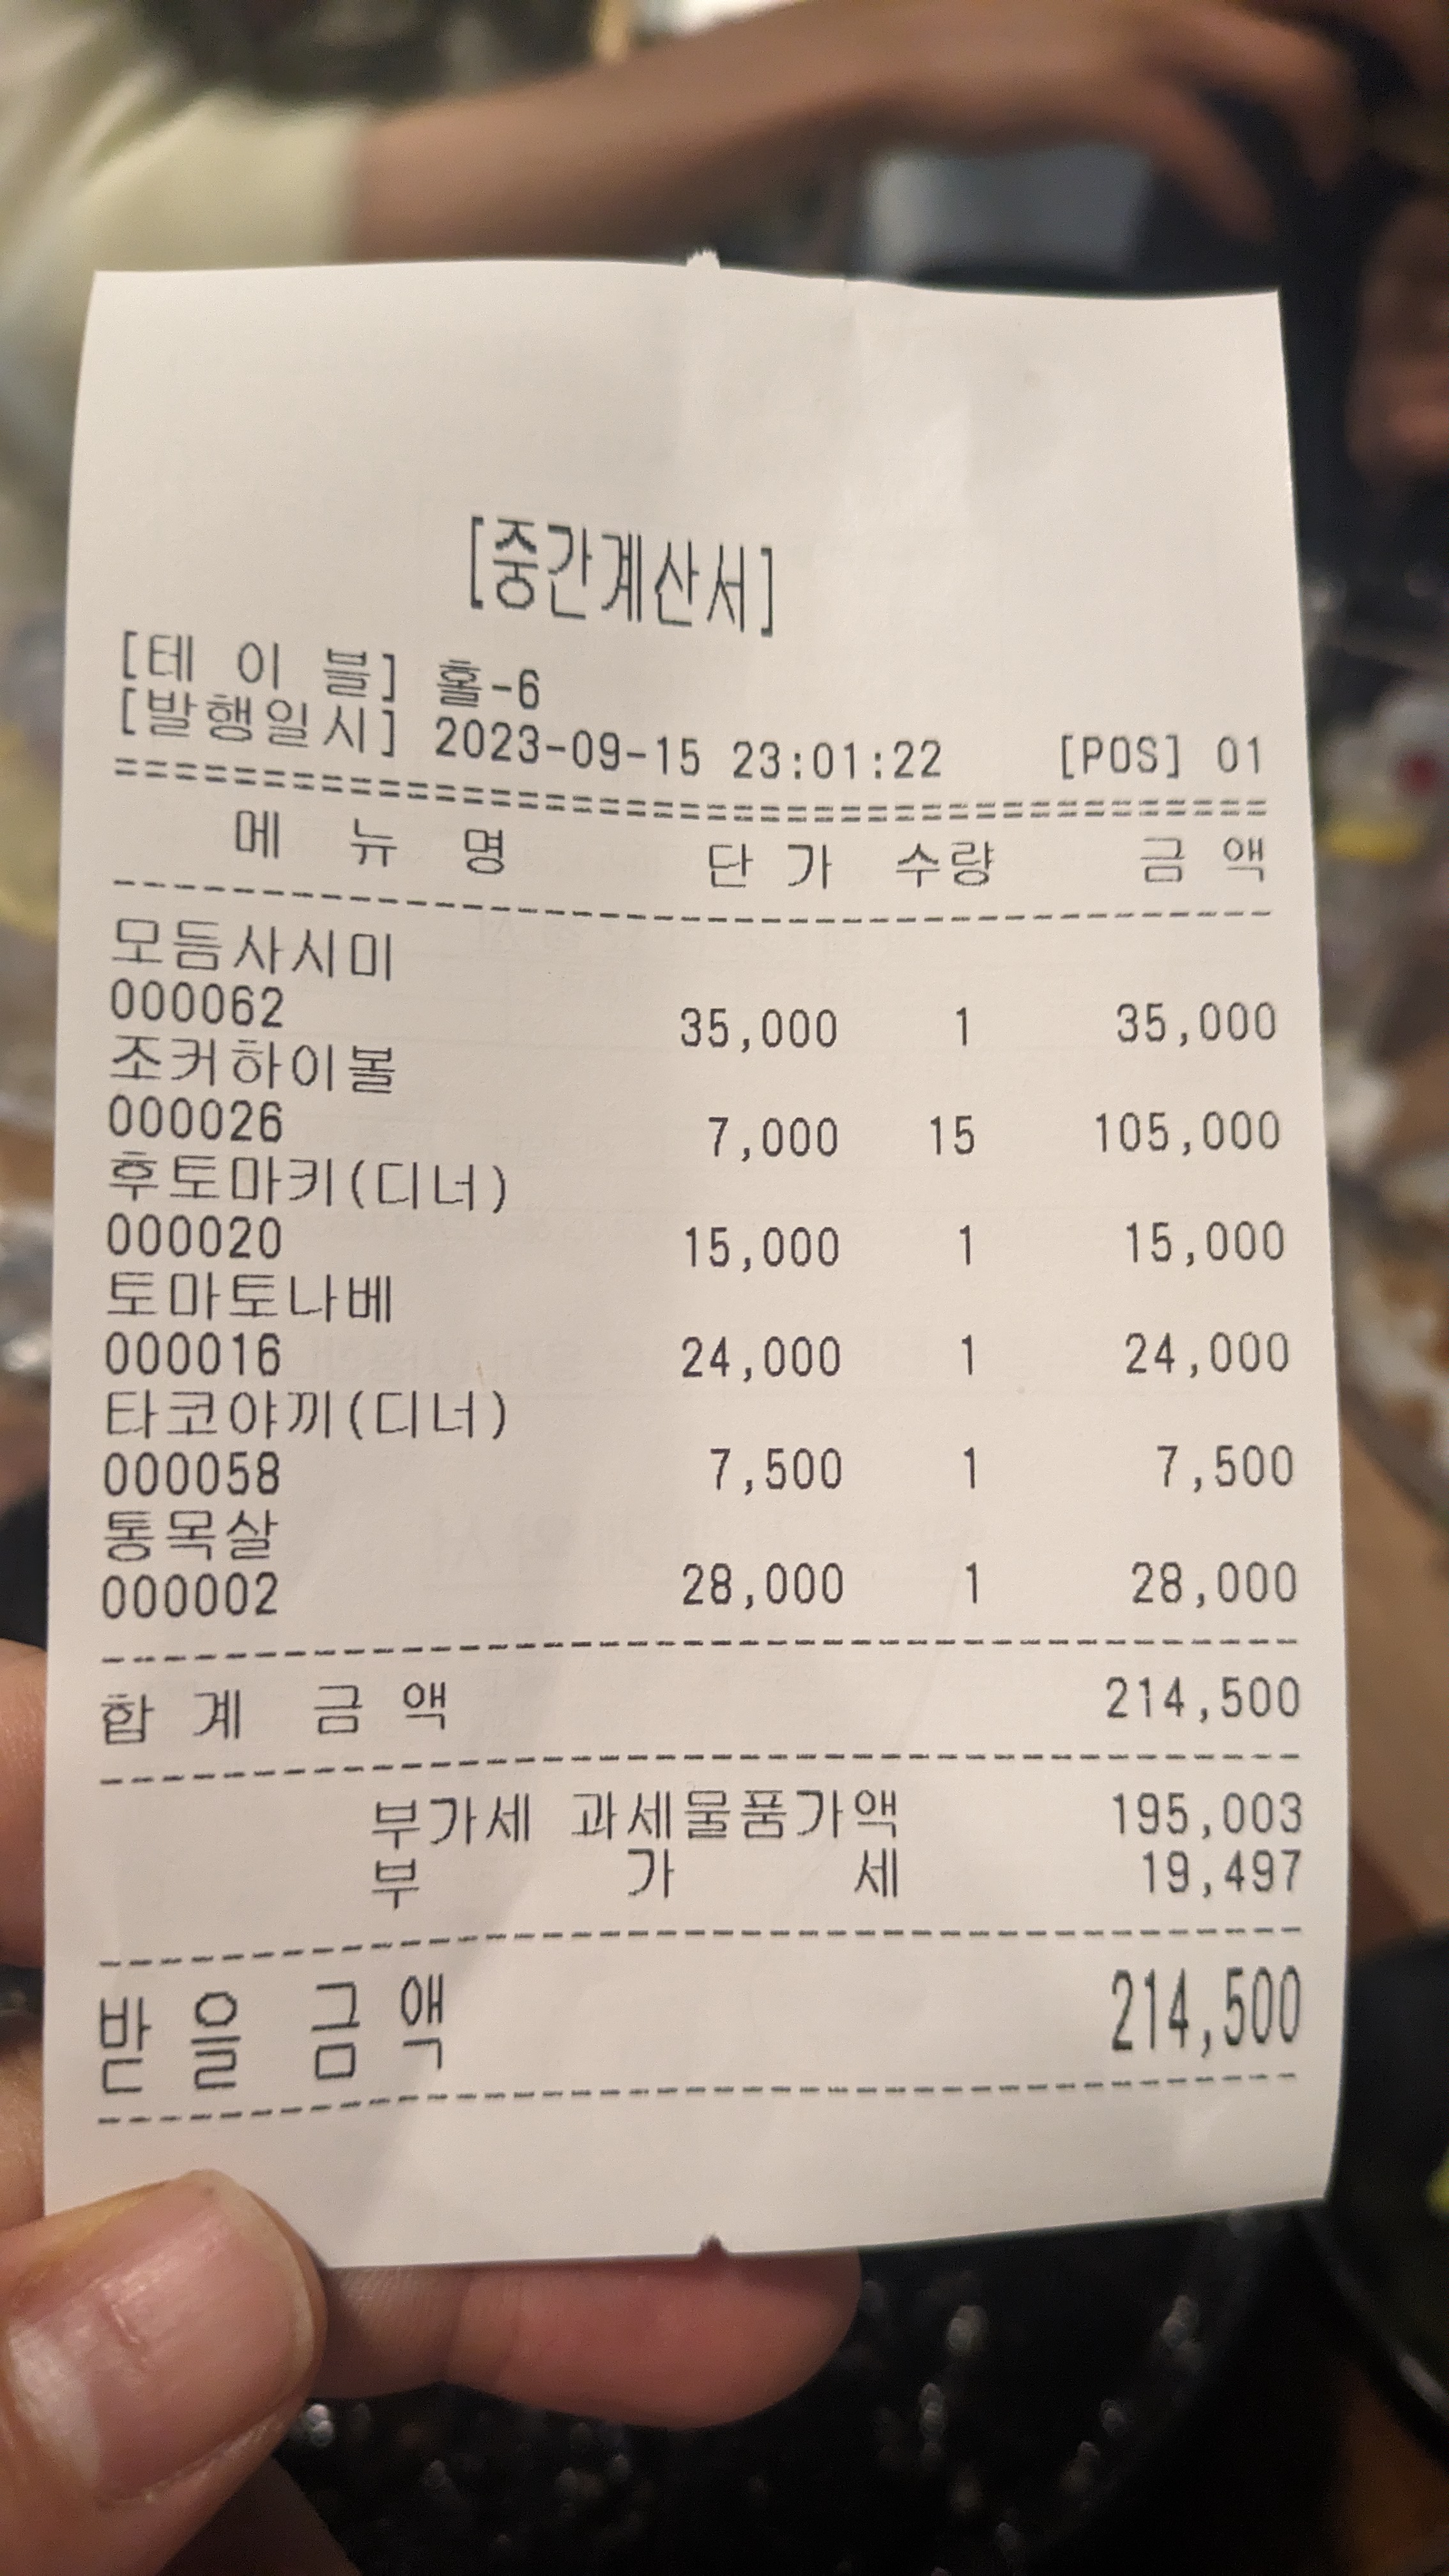 [중간계산서]
[테 이 블] 홀-6
[발행일시] 2023-09-15 23:01:22 [POS] 01
메 뉴 명 단 가 수량 금 액
모듬사시미
000062 35,000 1 35,000
조커하이볼
000026 7,000 15 105,000
후토마키(디너)
000020 15,000 1 15,000
토마토나베
000016 24,000 1 24,000
타코야끼(디너)
000058 7,500 1 7,500
통목살
000002 28,000 1 28,000
합 계 금 액 214,500
부가세 과세물품가액 195,003
부 가 세 19,497
받 을 금 액 214,500